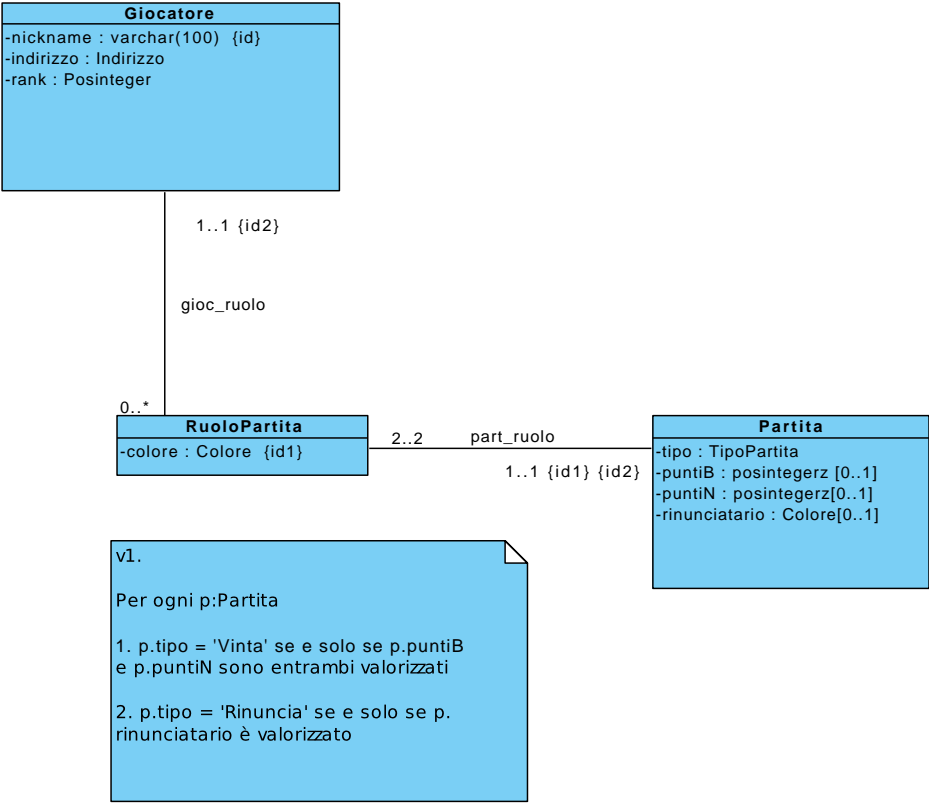 Giocatore
-nickname : varchar(100)  {id}
-indirizzo : Indirizzo
-rank : Posinteger
1..1 {id2}
gioc_ruolo
0..*
RuoloPartita
-colore : Colore  {id1}
2..2
part_ruolo
1..1 {id1} {id2}
Partita
-tipo : TipoPartita
-puntiB : posintegerz [0..1]
-puntiN : posintegerz[0..1]
-rinunciatario : Colore[0..1]
v1.
Per ogni p:Partita
1. p.tipo = 'Vinta' se e solo se p.puntiB
e p.puntiN sono entrambi valorizzati
2. p.tipo = 'Rinuncia' se e solo se p.
rinunciatario è valorizzato